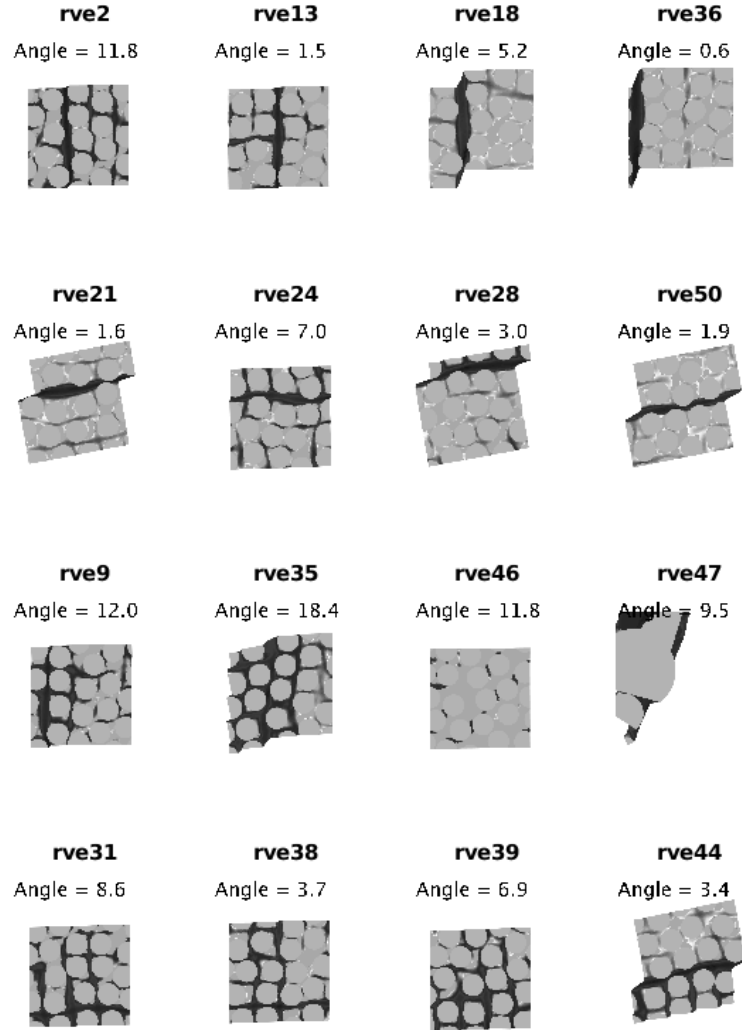 rve2 rve13 rve18 rve36
Angle = 11.8 Angle = 1.5 Angle = 5.2 Angle = 0.6
rve21 rve24 rve28 rve50
Angle = 1.6 Angle = 7.0 Angle = 3.0 Angle = 1.9
rve9 rve35 rve46 rve47
Angle = 12.0 Angle = 18.4 Angle = 11.8 Angle = 9.5
rve31 rve38 rve39 rve44
Angle = 8.6 Angle = 3.7 Angle = 6.9 Angle = 3.4